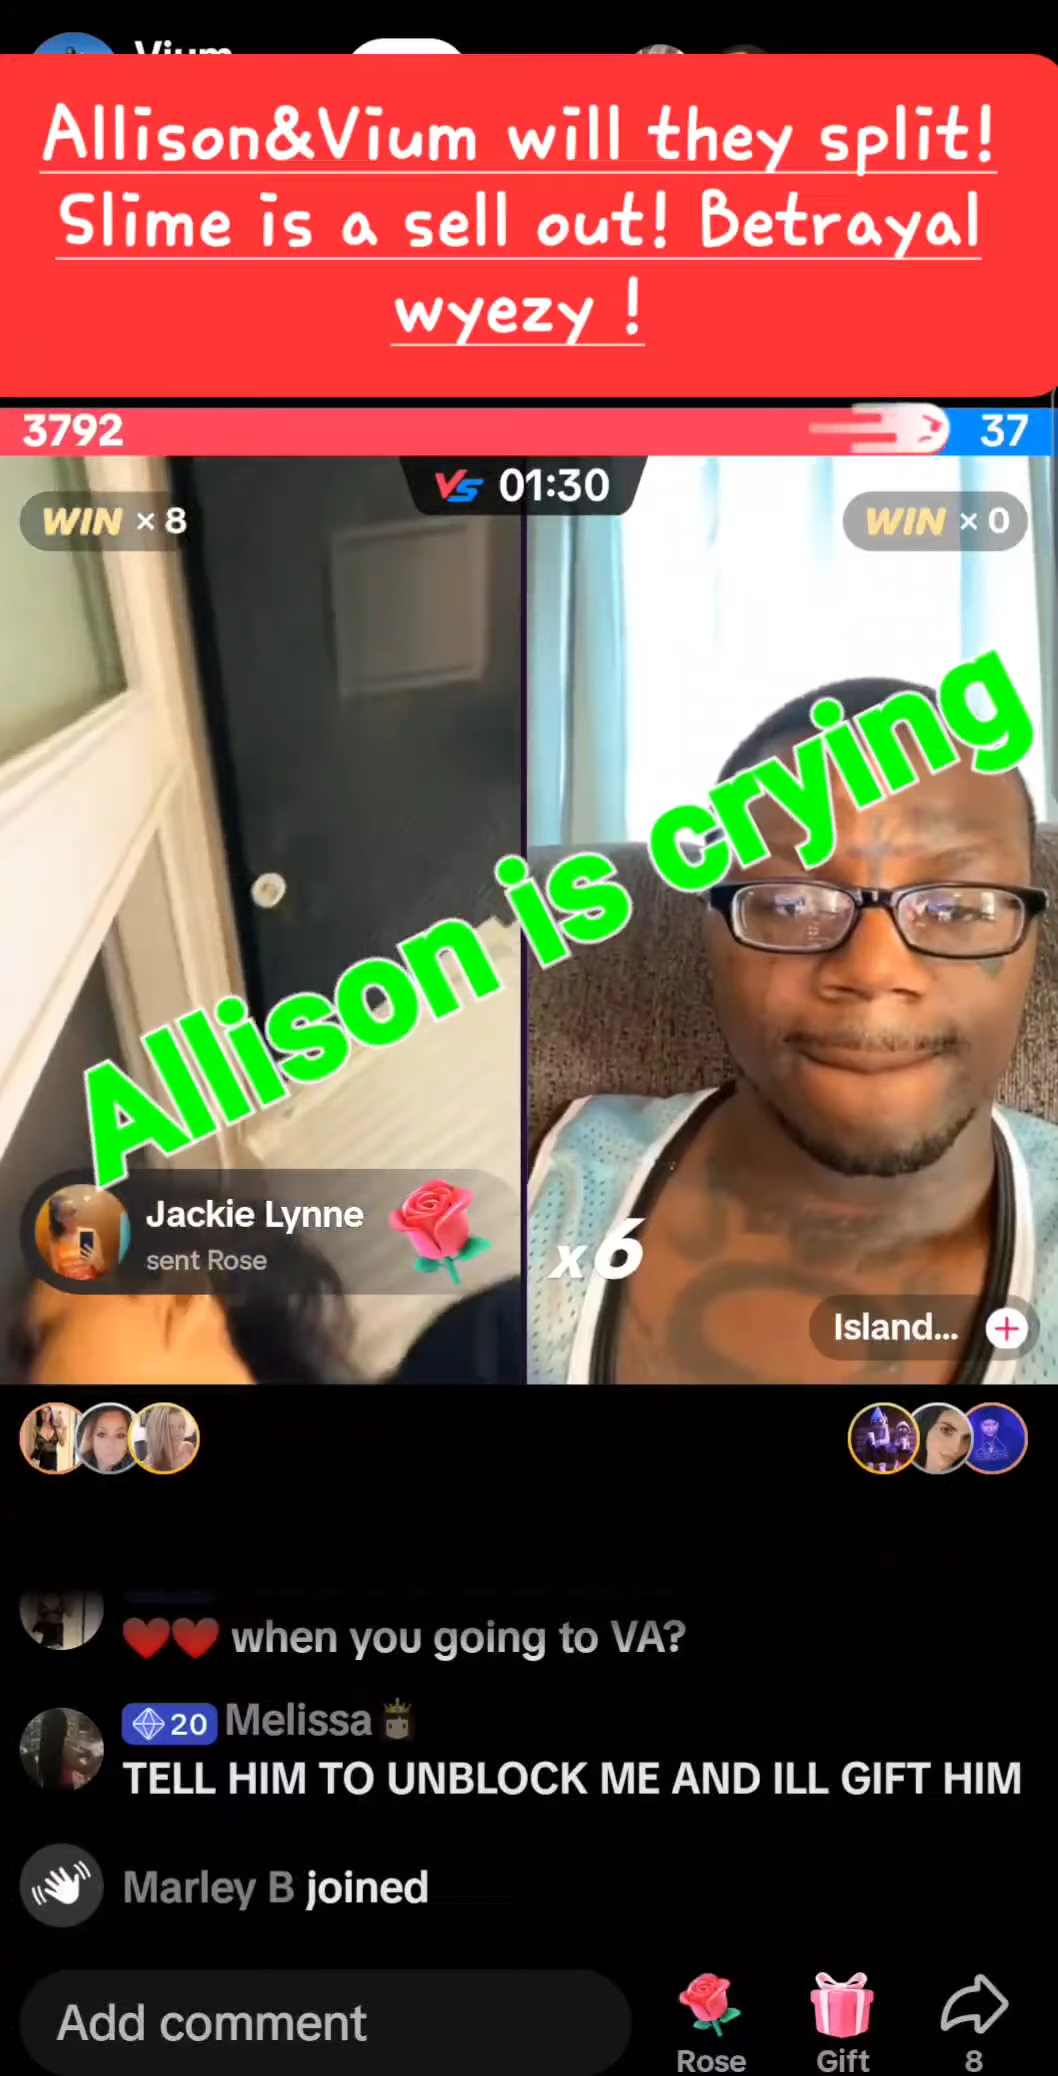 Vium
Allison&Vium will they split!
Slime is a sell out! Betrayal
wyezy !
3792
37
VS 01:30
WIN × 8
WIN × 0
Allison is crying
Jackie Lynne
sent Rose
x6
Island...
❤️❤️ when you going to VA?
20 Melissa
TELL HIM TO UNBLOCK ME AND ILL GIFT HIM
Marley B joined
Add comment
Rose
Gift
8